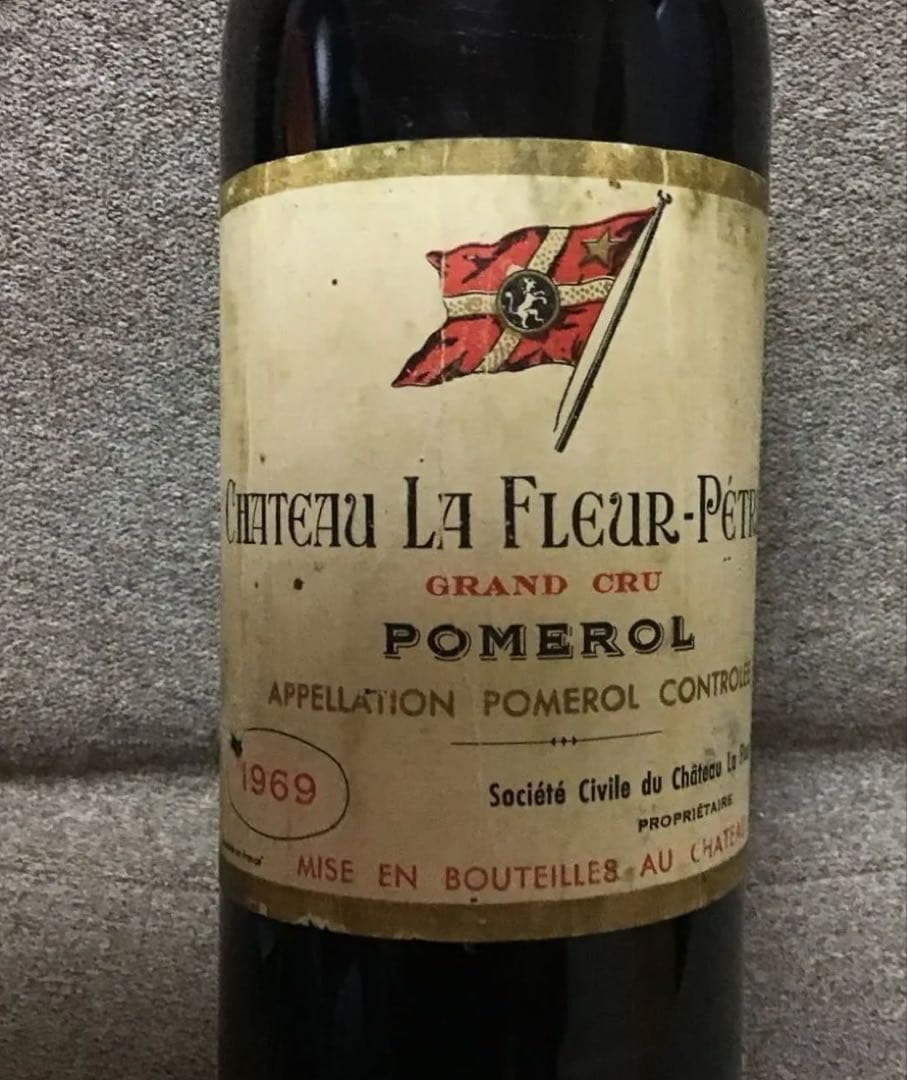 CHATEAU LA FLEUR-PÉTR
GRAND CRU
POMEROL
APPELLATION POMEROL CONTROLÉE
1969
Société Civile du Château La
PROPRIÉTAIRE
MISE EN BOUTEILLES AU CHATEAU